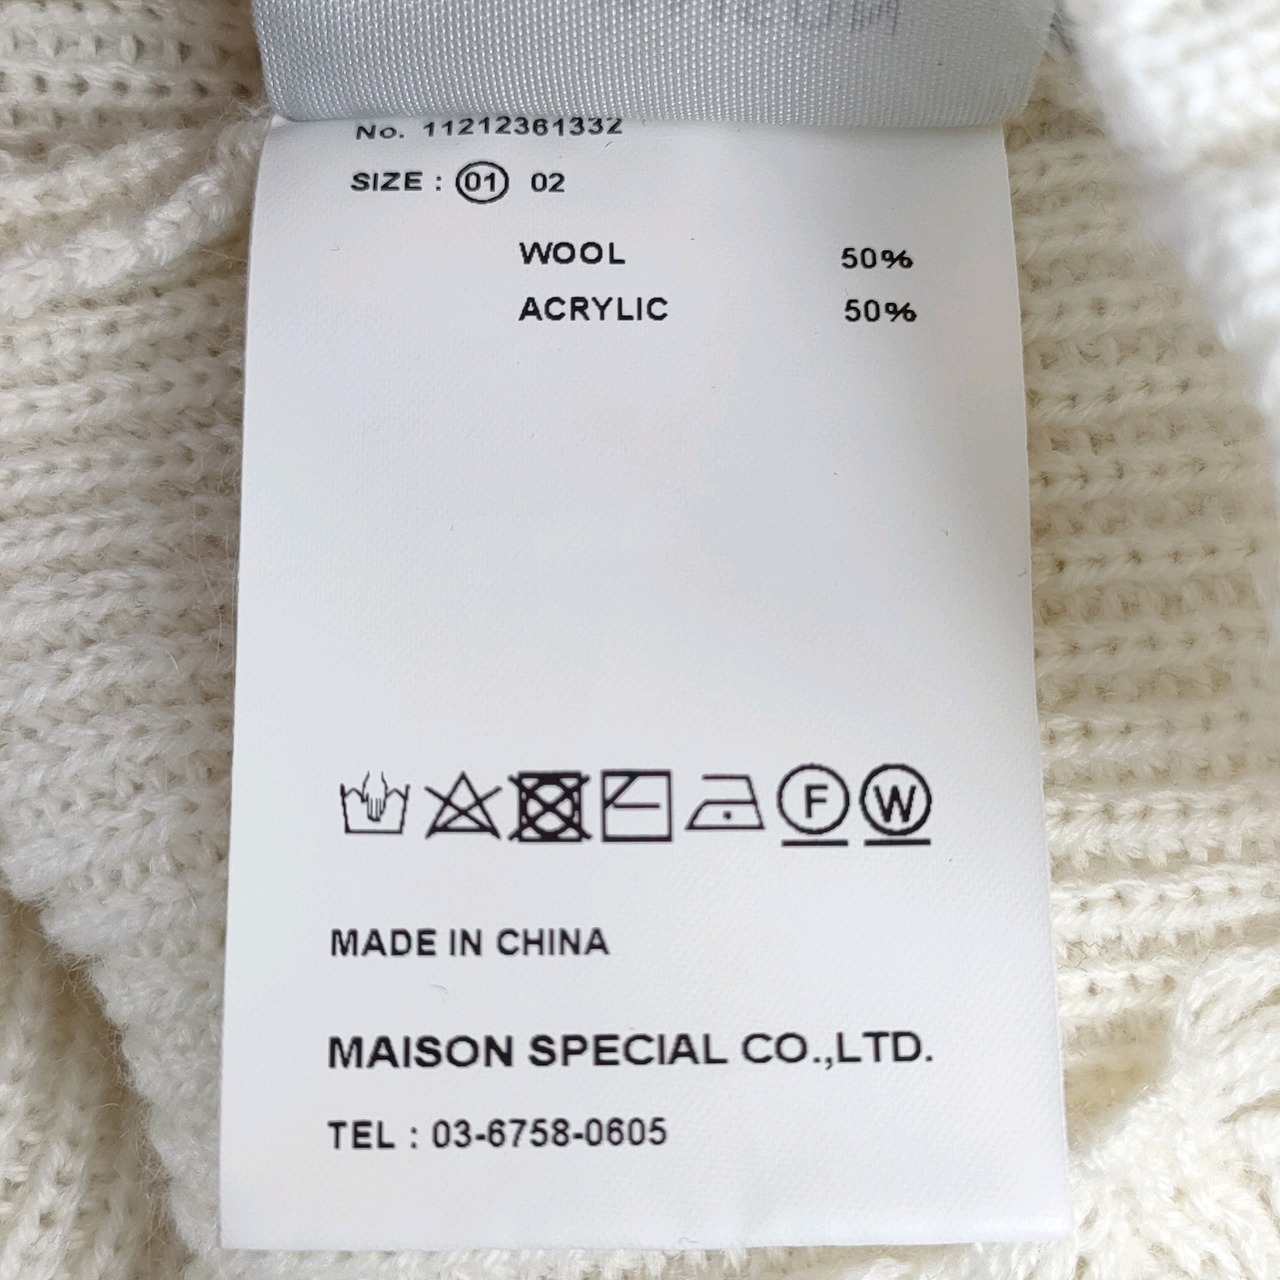 No. 11212361332
SIZE : 01 02
WOOL 50%
ACRYLIC 50%
F W
MADE IN CHINA
MAISON SPECIAL CO.,LTD.
TEL : 03-6758-0605